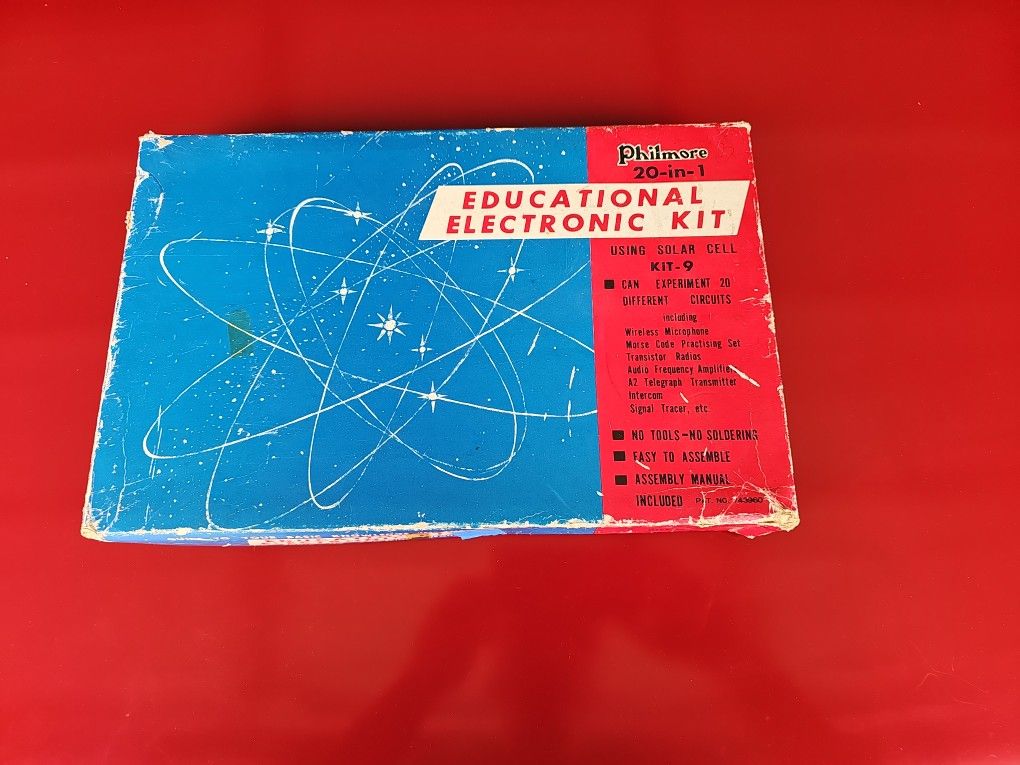 Philmore
20-in-1
EDUCATIONAL
ELECTRONIC KIT
USING SOLAR CELL
KIT-9
CAN EXPERIMENT 20
DIFFERENT CIRCUITS
including
Wireless Microphone
Morse Code Practising Set
Transistor Radios
Audio Frequency Amplifier
A2 Telegraph Transmitter
Intercom
Signal Tracer, etc.
NO TOOLS-NO SOLDERING
EASY TO ASSEMBLE
ASSEMBLY MANUAL
INCLUDED PAT. NO.